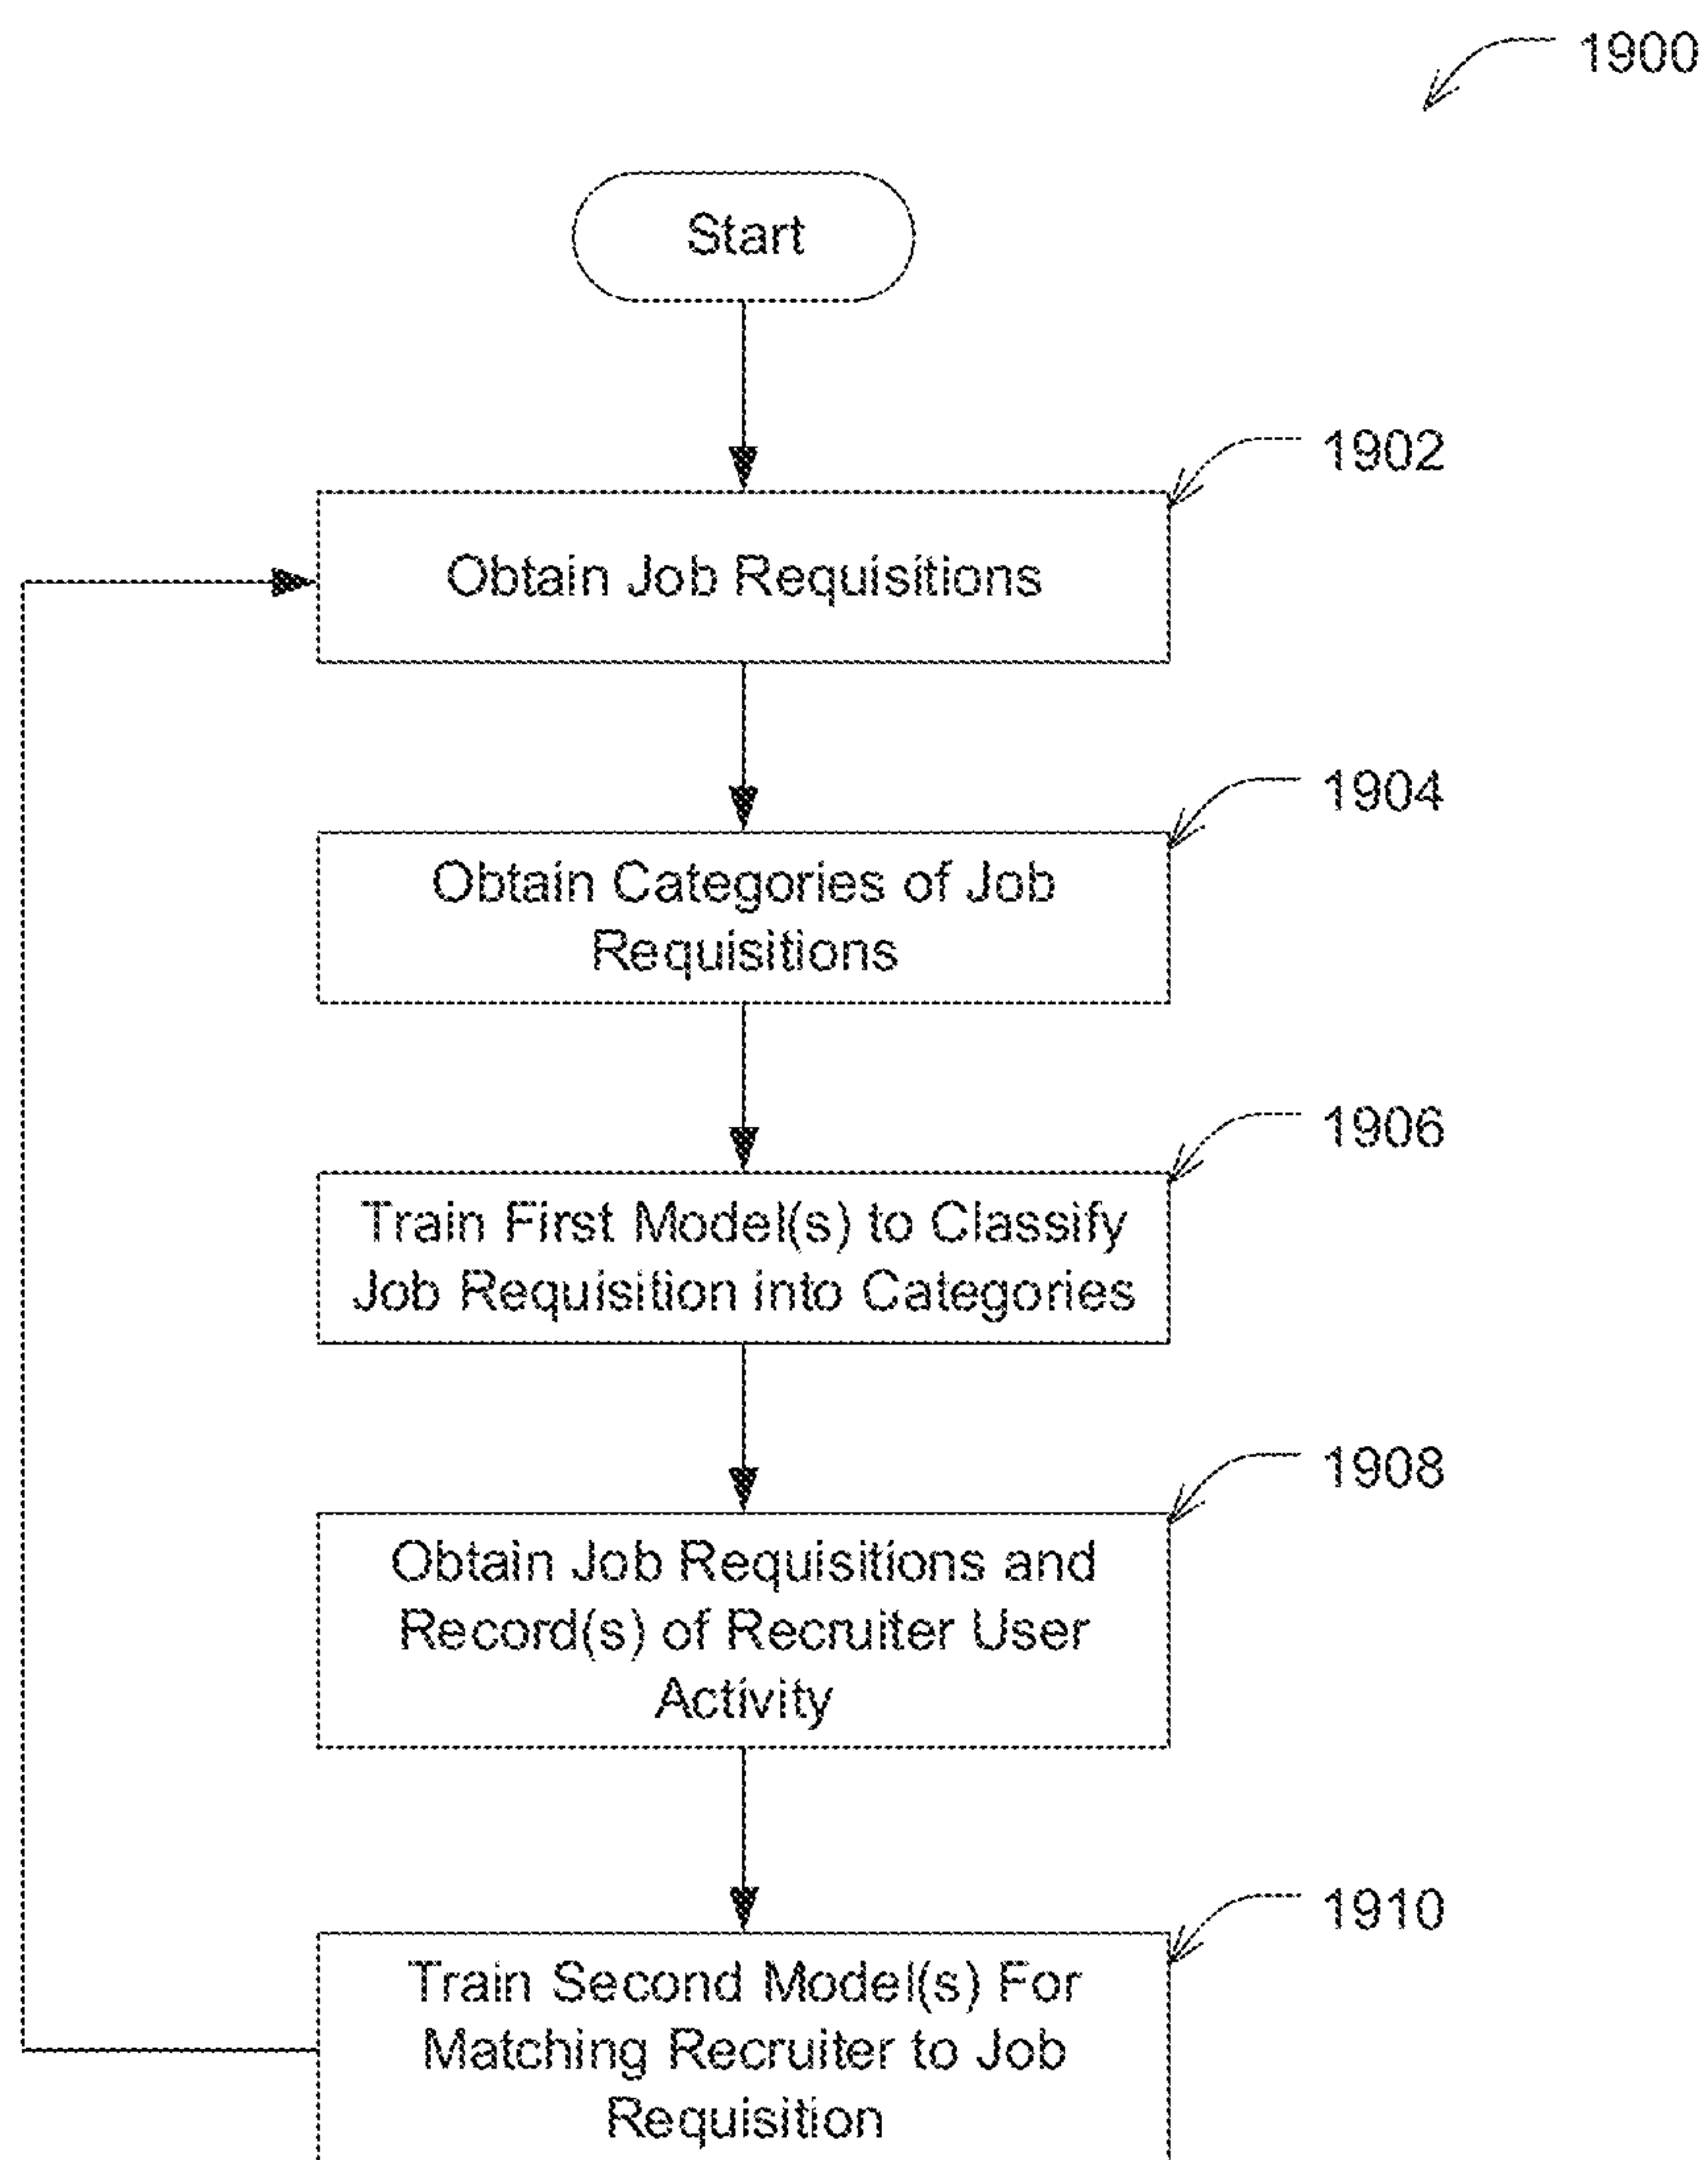 1900
Start
1902
Obtain Job Requisitions
1904
Obtain Categories of Job
Requisitions
1906
Train First Model(s) to Classify
Job Requisition into Categories
1908
Obtain Job Requisitions and
Record(s) of Recruiter User
Activity
1910
Train Second Model(s) For
Matching Recruiter to Job
Requisition